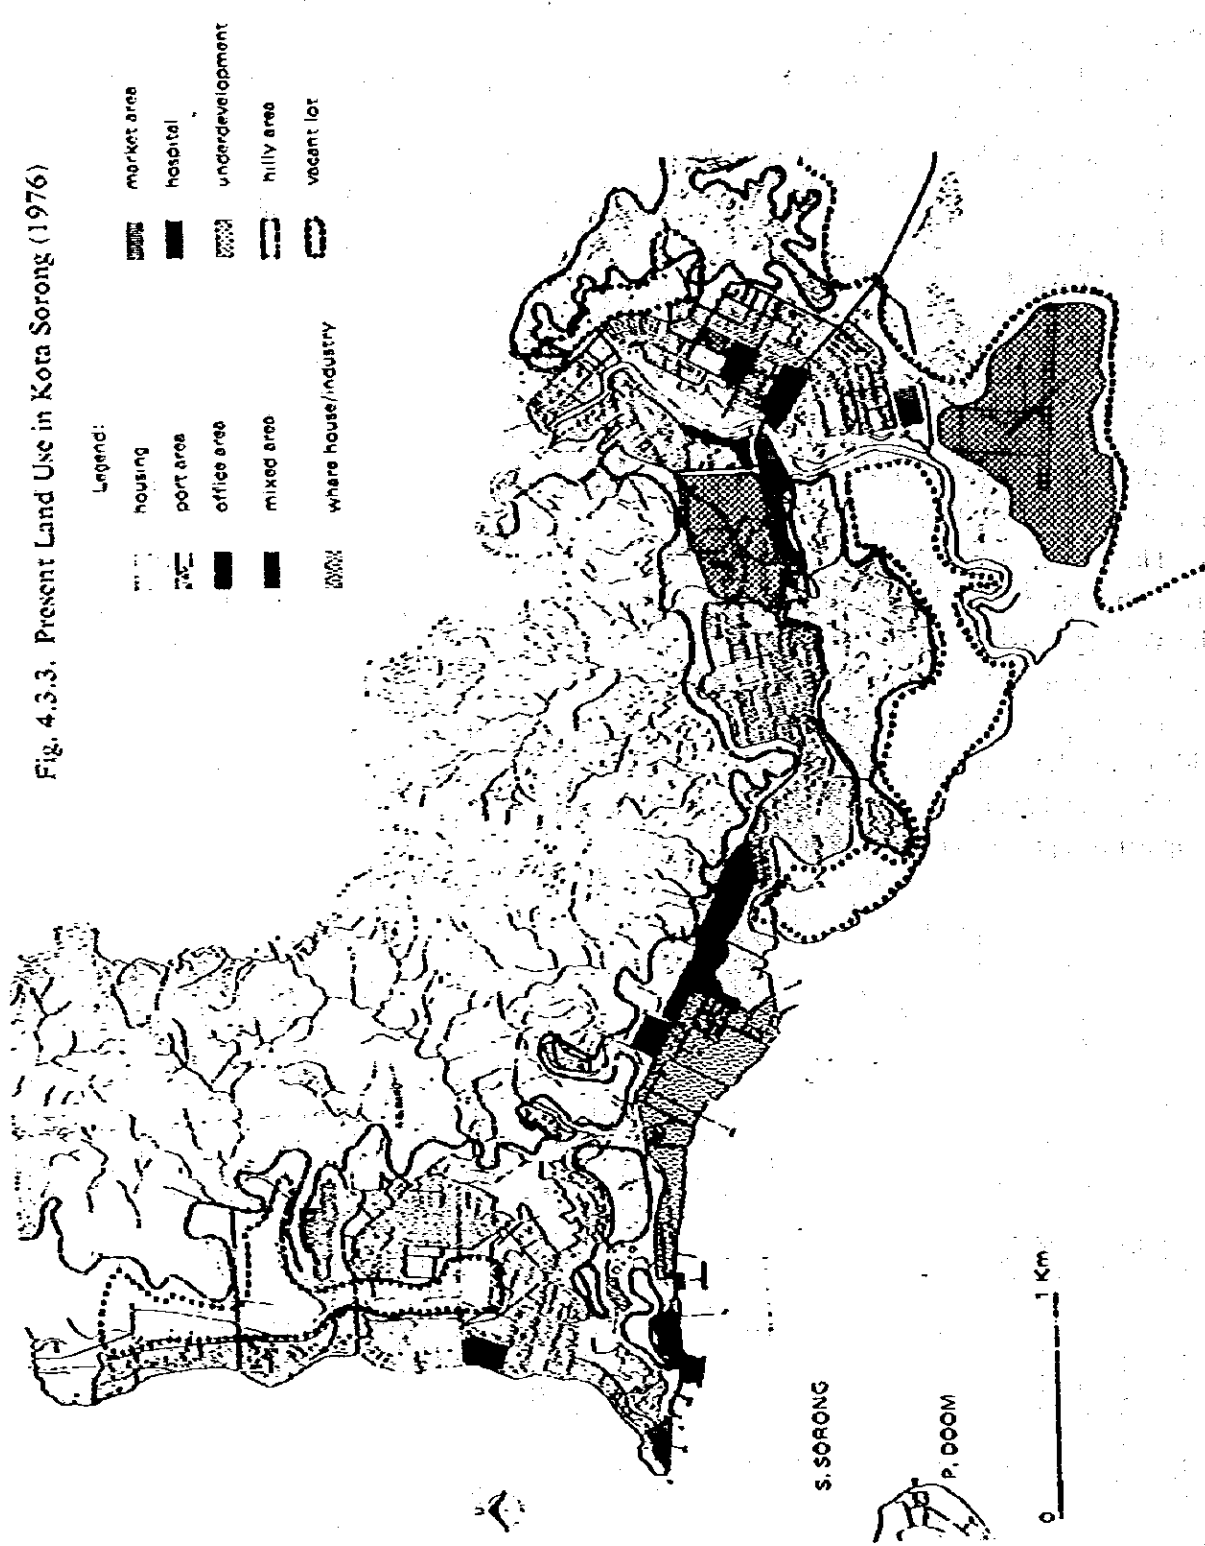 Fig. 4.3.3. Present Land Use in Kota Sorong (1976)
Legend:
housing
port area
office area
mixed area
whare house/industry
market area
hospital
underdevelopment
hilly area
vacant lot
S. SORONG
P. DOOM
0 1 Km